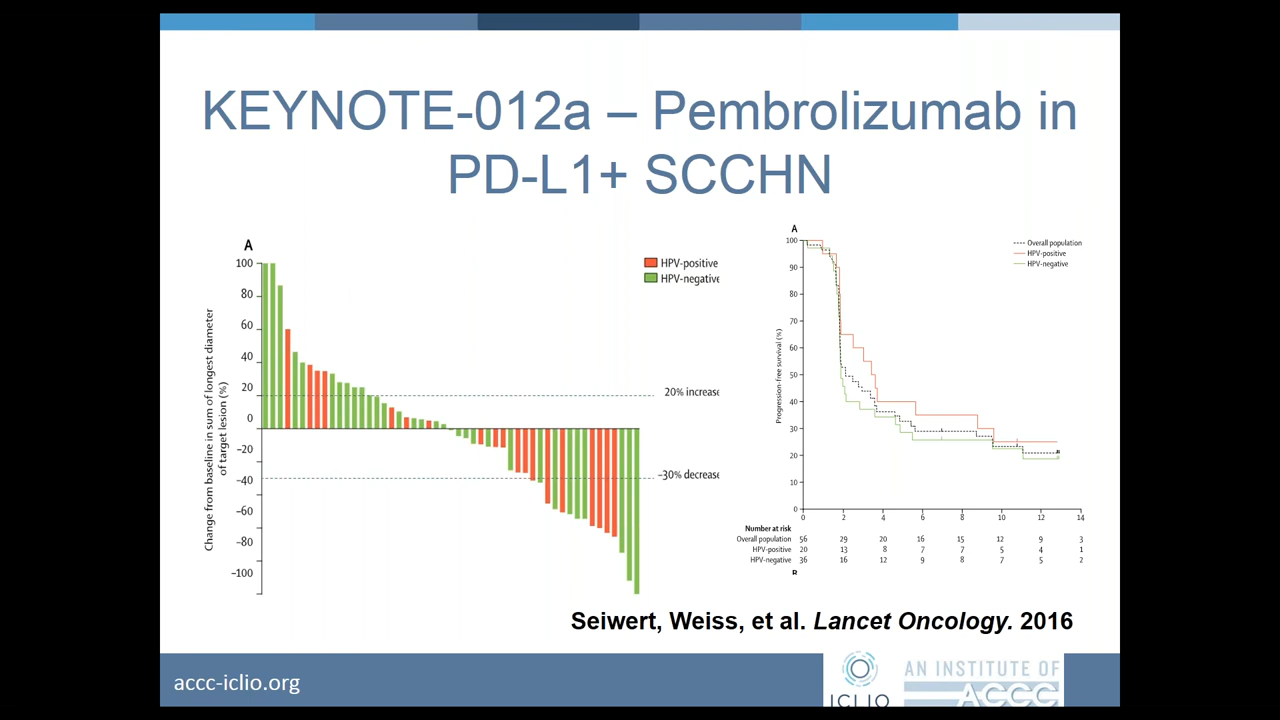 KEYNOTE-012a – Pembrolizumab in
PD-L1+ SCCHN
A
100
80
60
40
20
0
−20
−40
−60
−80
−100
Change from baseline in sum of longest diameter
of target lesion (%)
HPV-positive
HPV-negative
20% increase
−30% decrease
A
100
90
80
70
60
50
40
30
20
10
0
Progression-free survival (%)
Overall population
HPV-positive
HPV-negative
0 2 4 6 8 10 12 14
Number at risk
Overall population 56 29 20 16 15 12 9 3
HPV-positive 20 13 8 7 7 5 4 1
HPV-negative 36 16 12 9 8 7 5 2
Seiwert, Weiss, et al. Lancet Oncology. 2016
accc-iclio.org
ICLIO
AN INSTITUTE OF
ACCC